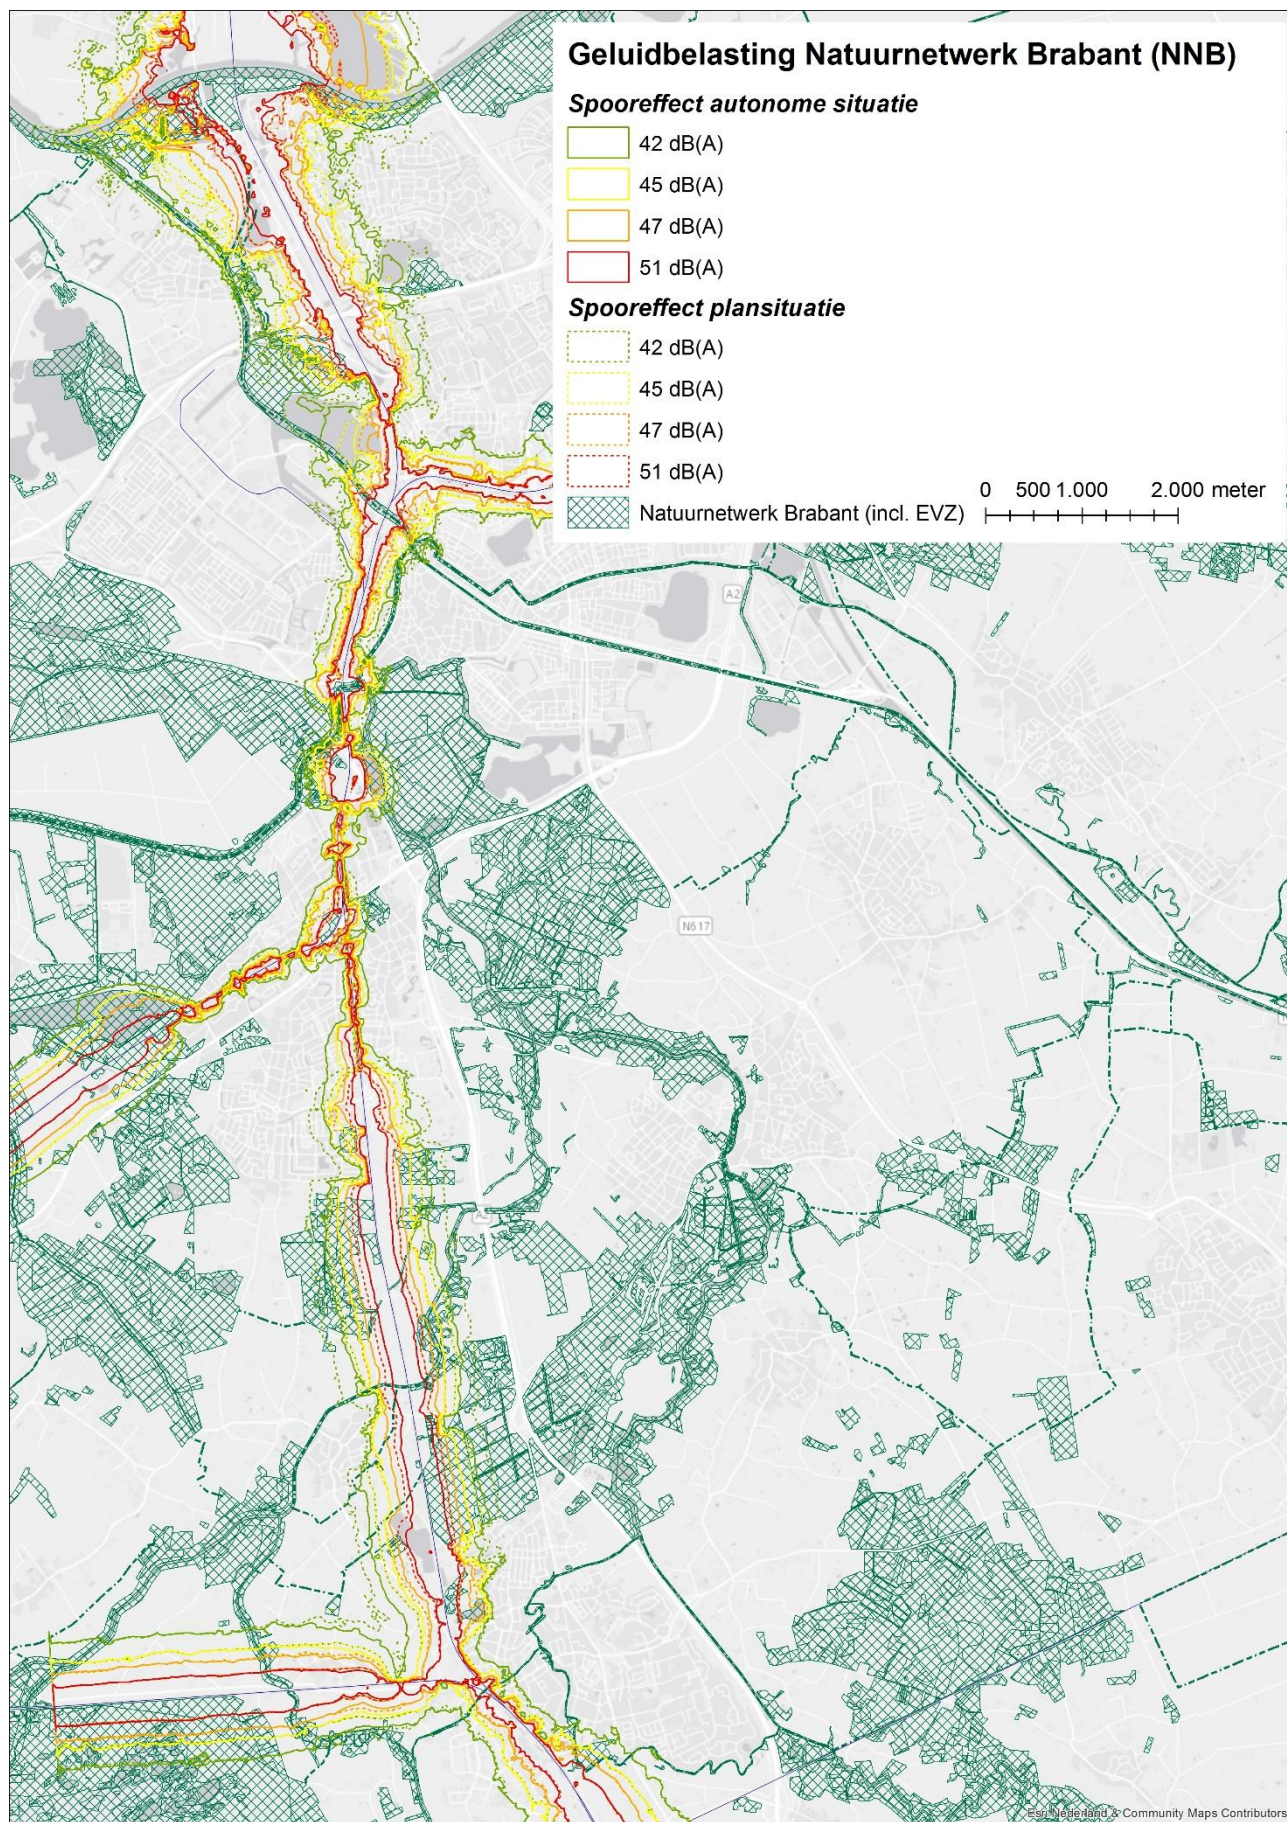 Geluidbelasting Natuurnetwerk Brabant (NNB)
Spooreffect autonome situatie
42 dB(A)
45 dB(A)
47 dB(A)
51 dB(A)
Spooreffect plansituatie
42 dB(A)
45 dB(A)
47 dB(A)
51 dB(A)
Natuurnetwerk Brabant (incl. EVZ)
0 500 1.000 2.000 meter
A2
N617
Esri Nederland & Community Maps Contributors